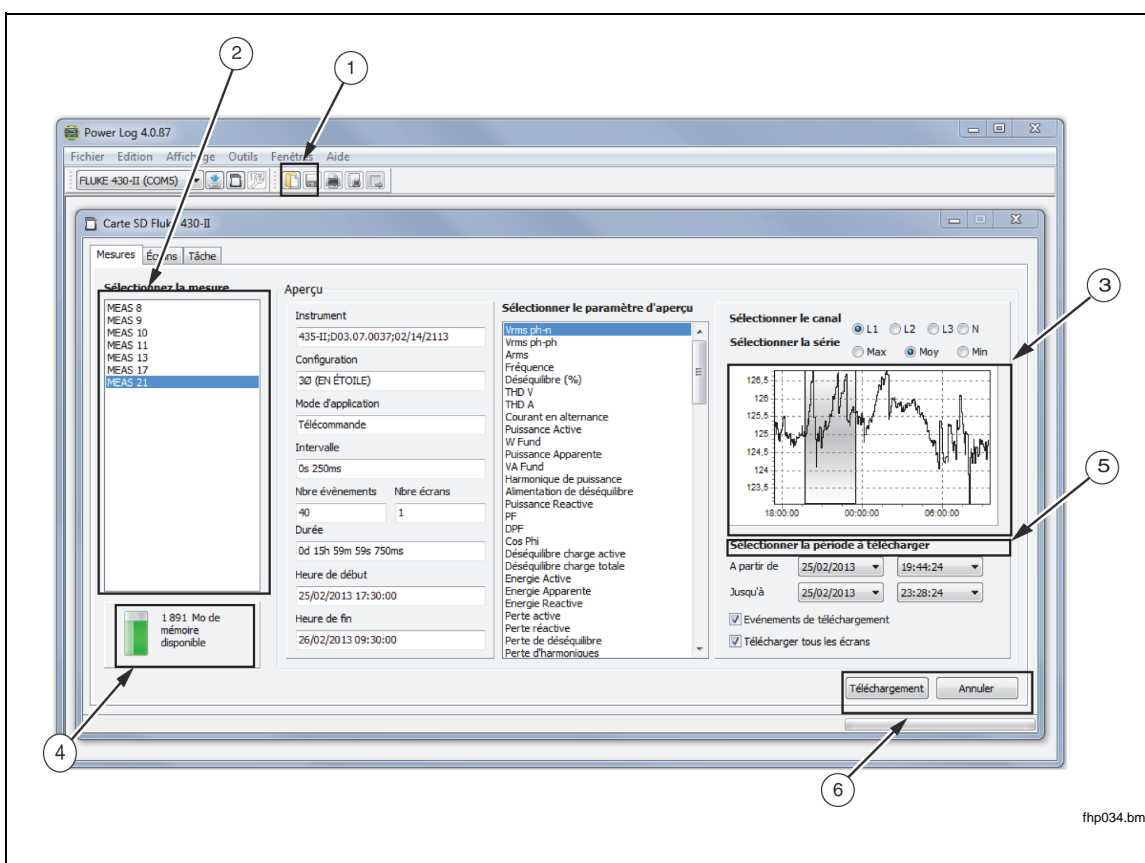 2
1
Power Log 4.0.87
Fichier Edition Affichage Outils Fenêtres Aide
FLUKE 430-II (COM5)
Carte SD Fluke 430-II
Mesures Écrans Tâche
Sélectionnez la mesure
MEAS 8
MEAS 9
MEAS 10
MEAS 11
MEAS 13
MEAS 17
MEAS 21
1 891 Mo de
mémoire
disponible
4
Aperçu
Instrument
435-II;D03.07.0037;02/14/2113
Configuration
3Ø (EN ÉTOILE)
Mode d'application
Télécommande
Intervalle
0s 250ms
Nbre évènements Nbre écrans
40 1
Durée
0d 15h 59m 59s 750ms
Heure de début
25/02/2013 17:30:00
Heure de fin
26/02/2013 09:30:00
Sélectionner le paramètre d'aperçu
Vrms ph-n
Vrms ph-ph
Arms
Fréquence
Déséquilibre (%)
THD V
THD A
Courant en alternance
Puissance Active
W Fund
Puissance Apparente
VA Fund
Harmonique de puissance
Alimentation de déséquilibre
Puissance Reactive
PF
DPF
Cos Phi
Déséquilibre charge active
Déséquilibre charge totale
Energie Active
Energie Apparente
Energie Reactive
Perte active
Perte réactive
Perte de déséquilibre
Perte d'harmoniques
Sélectionner le canal
L1 L2 L3 N
Sélectionner la série
Max Moy Min
3
126,5
126
125,5
125
124,5
124
123,5
18:00:00 00:00:00 06:00:00
5
Sélectionner la période à télécharger
A partir de 25/02/2013 19:44:24
Jusqu'à 25/02/2013 23:28:24
Evénements de téléchargement
Télécharger tous les écrans
Téléchargement Annuler
6
fhp034.bm